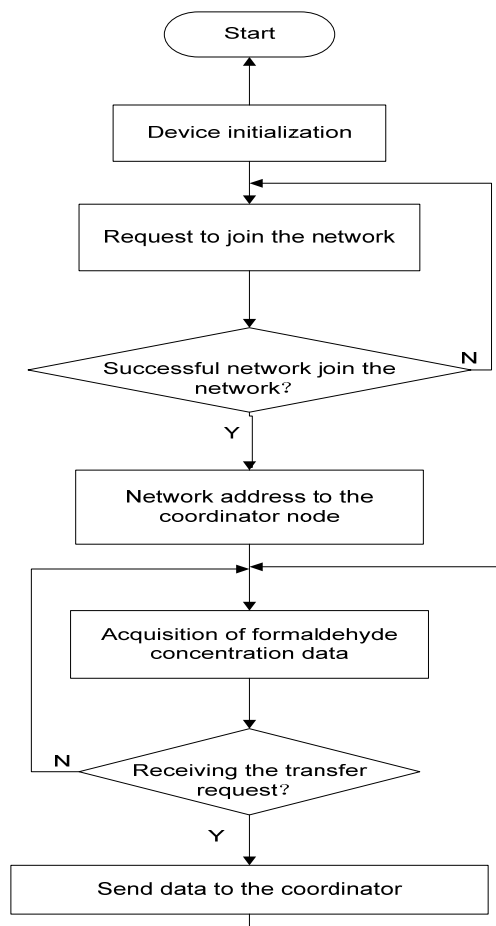 Start
Device initialization
Request to join the network
Successful network join the
network？
N
Y
Network address to the
coordinator node
Acquisition of formaldehyde
concentration data
Receiving the transfer
request？
N
Y
Send data to the coordinator